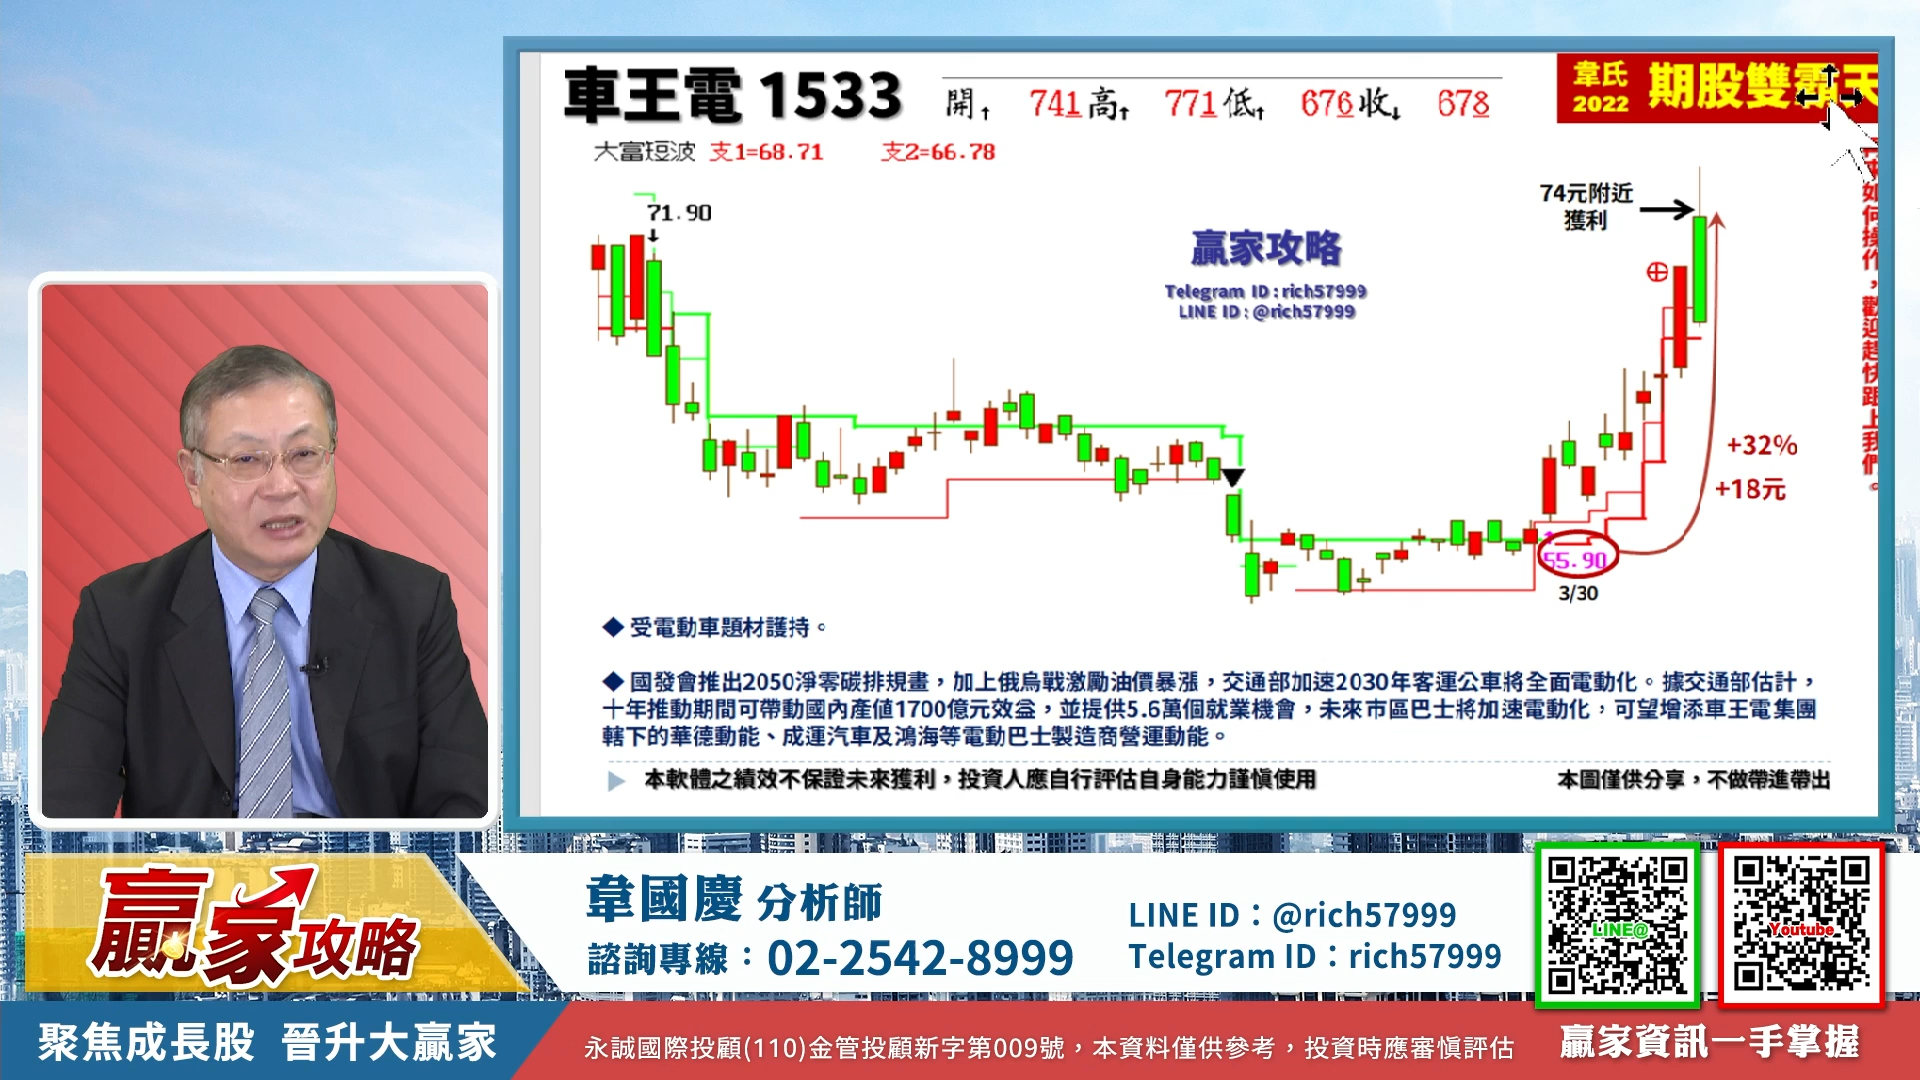 車王電 1533
開↑ 741 高↑ 771 低↑ 676 收↓ 678
韋氏 2022 期股雙霸天
大富短波 支1=68.71 支2=66.78
71.90
74元附近
獲利
贏家攻略
Telegram ID : rich57999
LINE ID : @rich57999
如何操作，歡迎趕快跟上我們。
+32%
+18元
55.90
3/30
◆ 受電動車題材護持。
◆ 國發會推出2050淨零碳排規畫，加上俄烏戰激勵油價暴漲，交通部加速2030年客運公車將全面電動化。據交通部估計，
十年推動期間可帶動國內產值1700億元效益，並提供5.6萬個就業機會，未來市區巴士將加速電動化，可望增添車王電集團
轄下的華德動能、成運汽車及鴻海等電動巴士製造商營運動能。
本軟體之績效不保證未來獲利，投資人應自行評估自身能力謹慎使用
本圖僅供分享，不做帶進帶出
贏家攻略
韋國慶 分析師
諮詢專線：02-2542-8999
LINE ID：@rich57999
Telegram ID：rich57999
LINE@
Youtube
聚焦成長股 晉升大贏家
永誠國際投顧(110)金管投顧新字第009號，本資料僅供參考，投資時應審慎評估
贏家資訊一手掌握